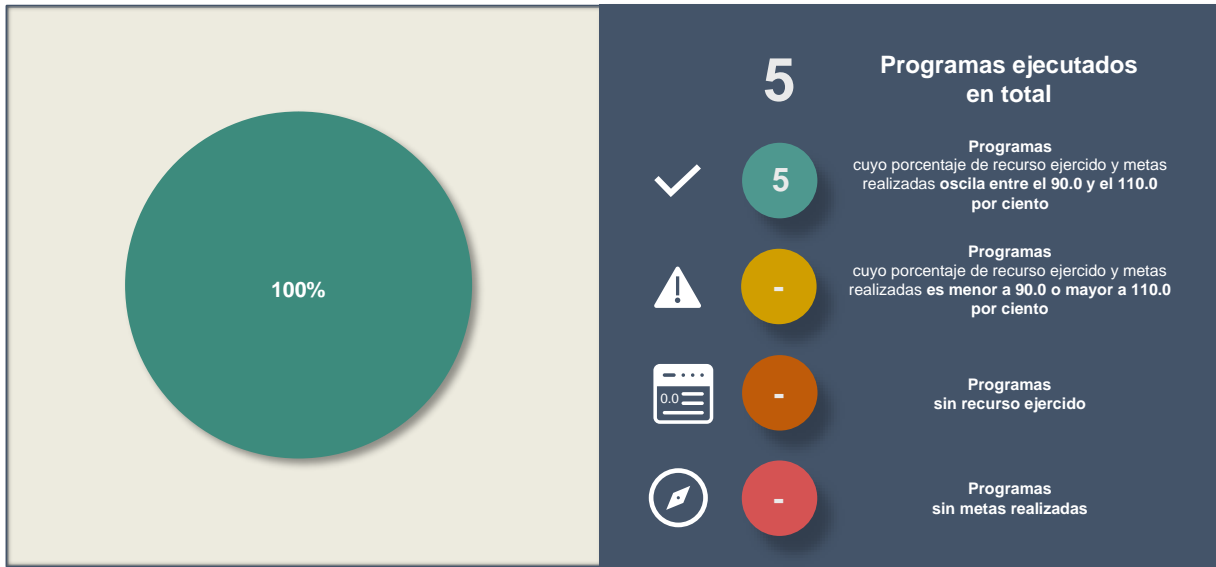 100%
5
Programas ejecutados
en total
5
Programas
cuyo porcentaje de recurso ejercido y metas
realizadas oscila entre el 90.0 y el 110.0
por ciento
-
Programas
cuyo porcentaje de recurso ejercido y metas
realizadas es menor a 90.0 o mayor a 110.0
por ciento
0.0
-
Programas
sin recurso ejercido
-
Programas
sin metas realizadas